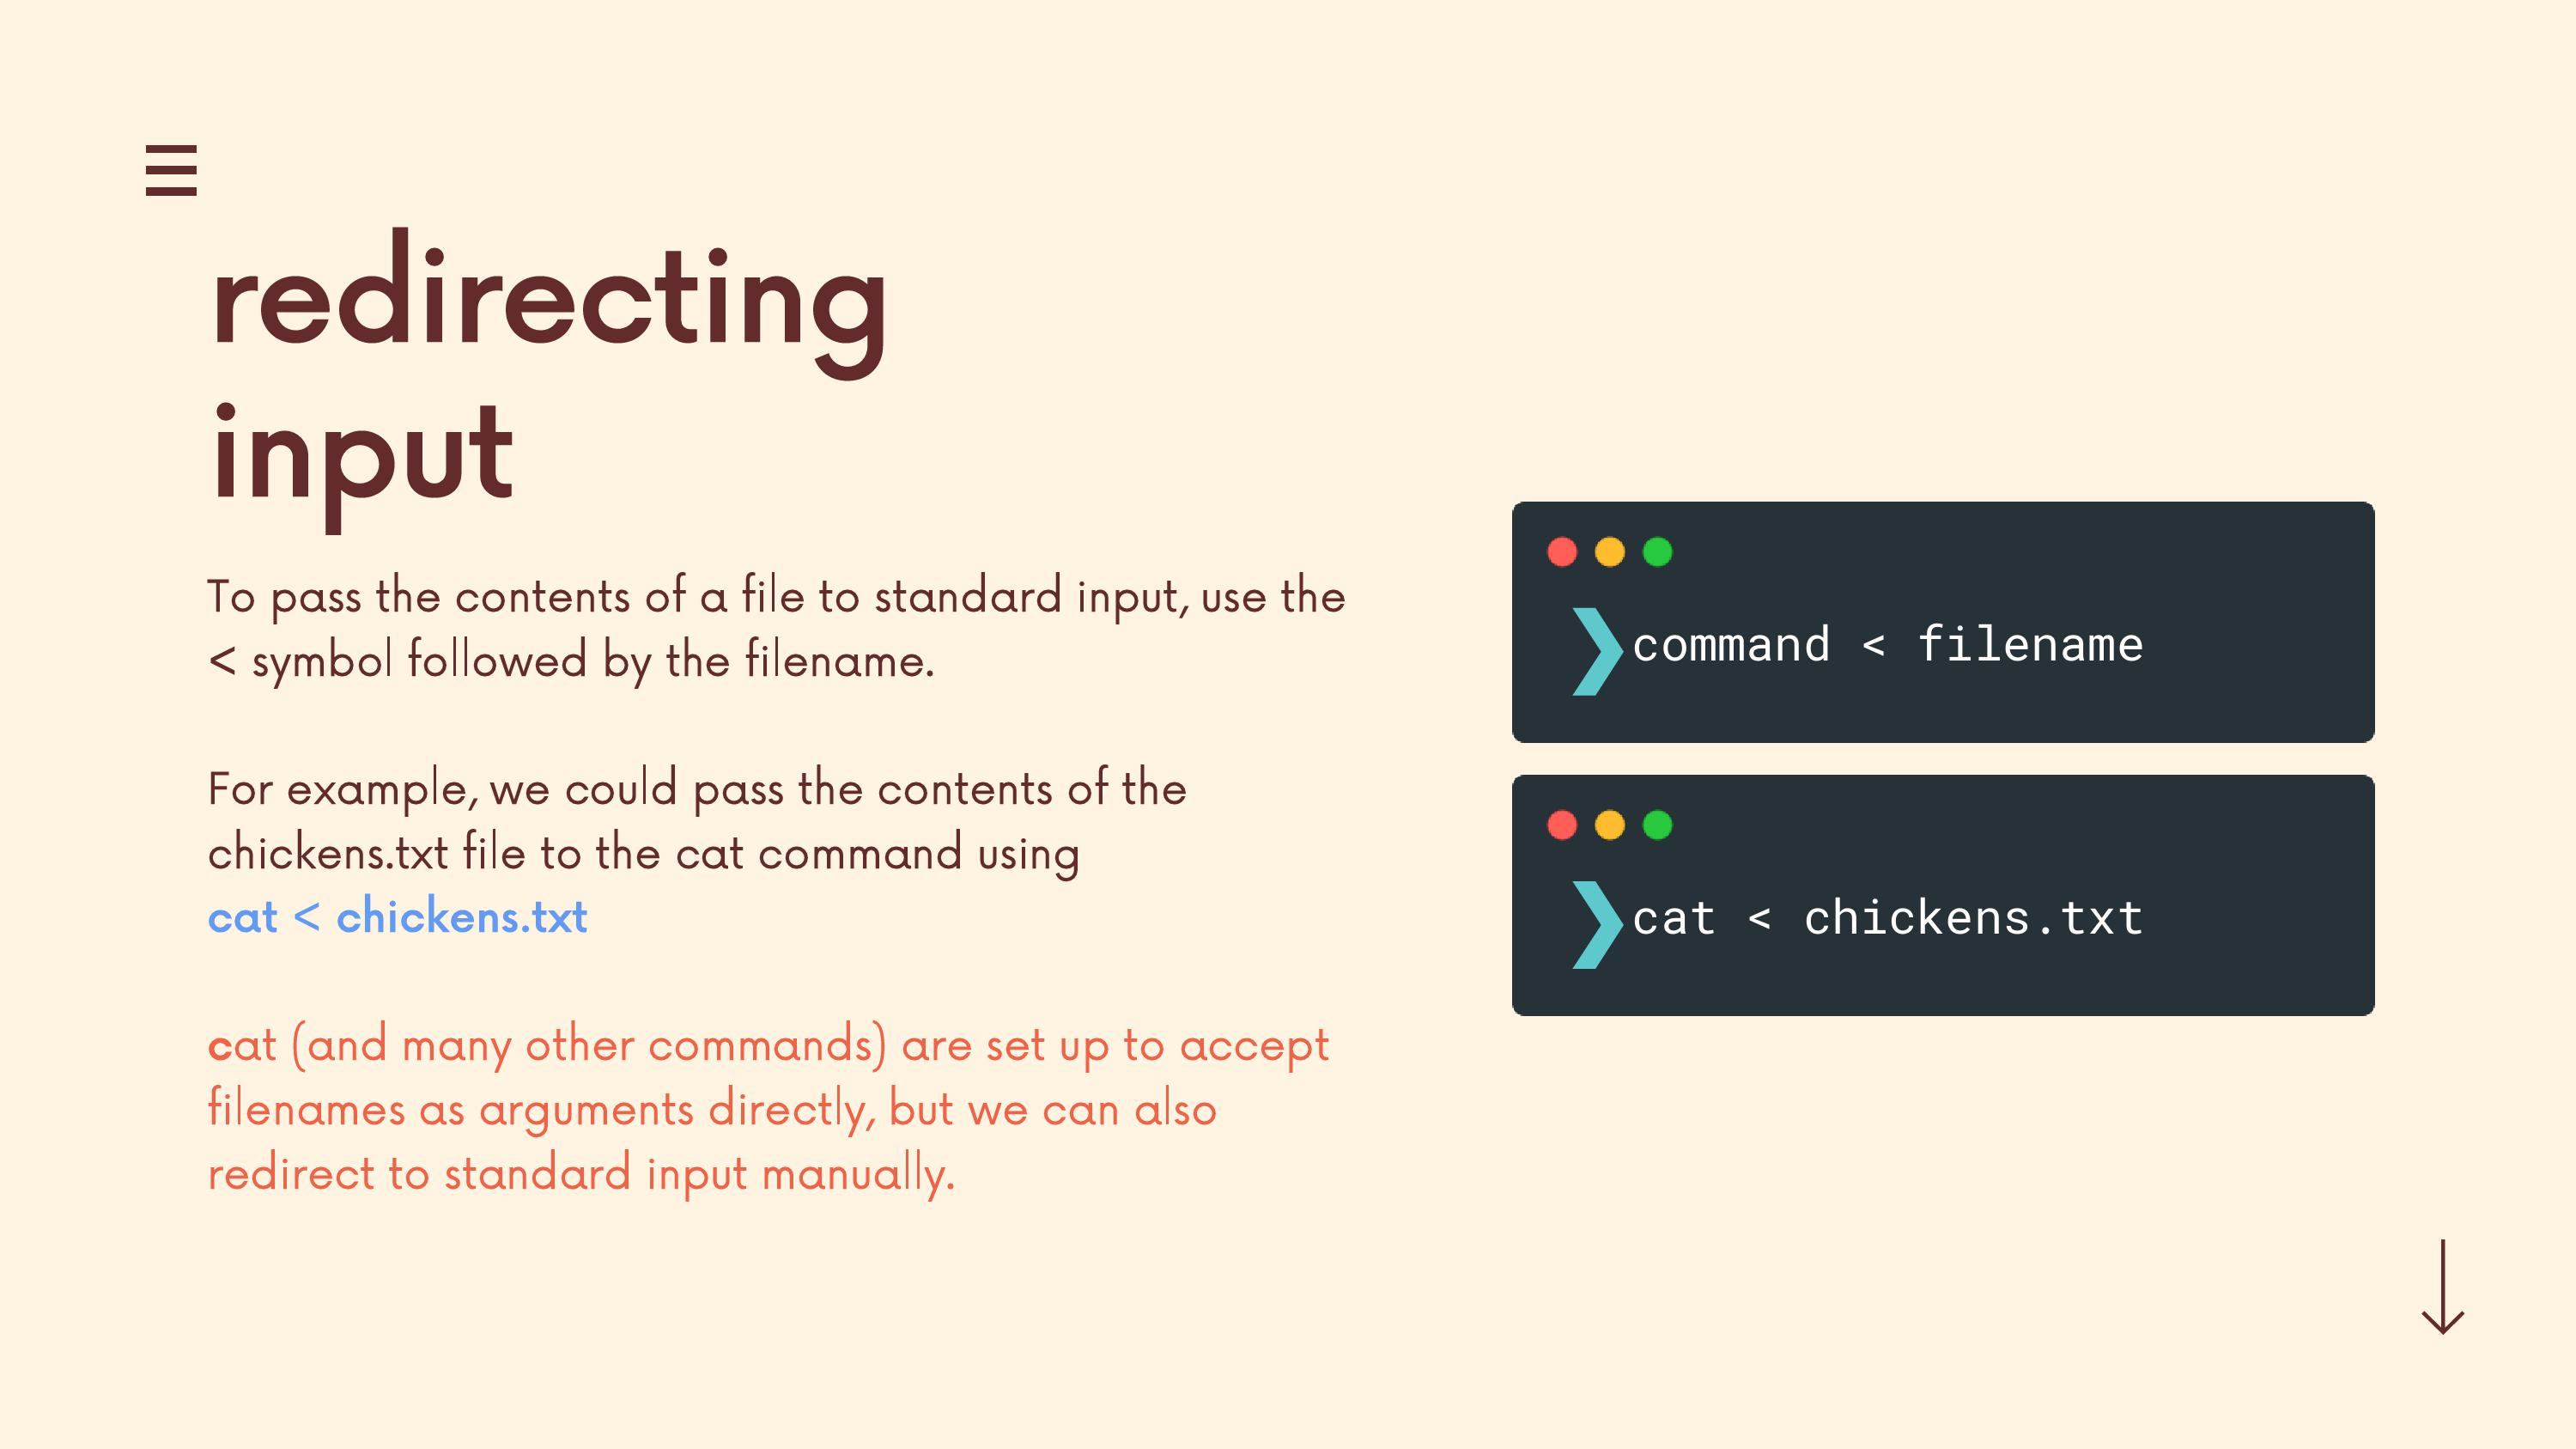 redirecting
input
To pass the contents of a file to standard input, use the
< symbol followed by the filename.
For example, we could pass the contents of the
chickens.txt file to the cat command using
cat < chickens.txt
cat (and many other commands) are set up to accept
filenames as arguments directly, but we can also
redirect to standard input manually.
❯command < filename
❯cat < chickens.txt